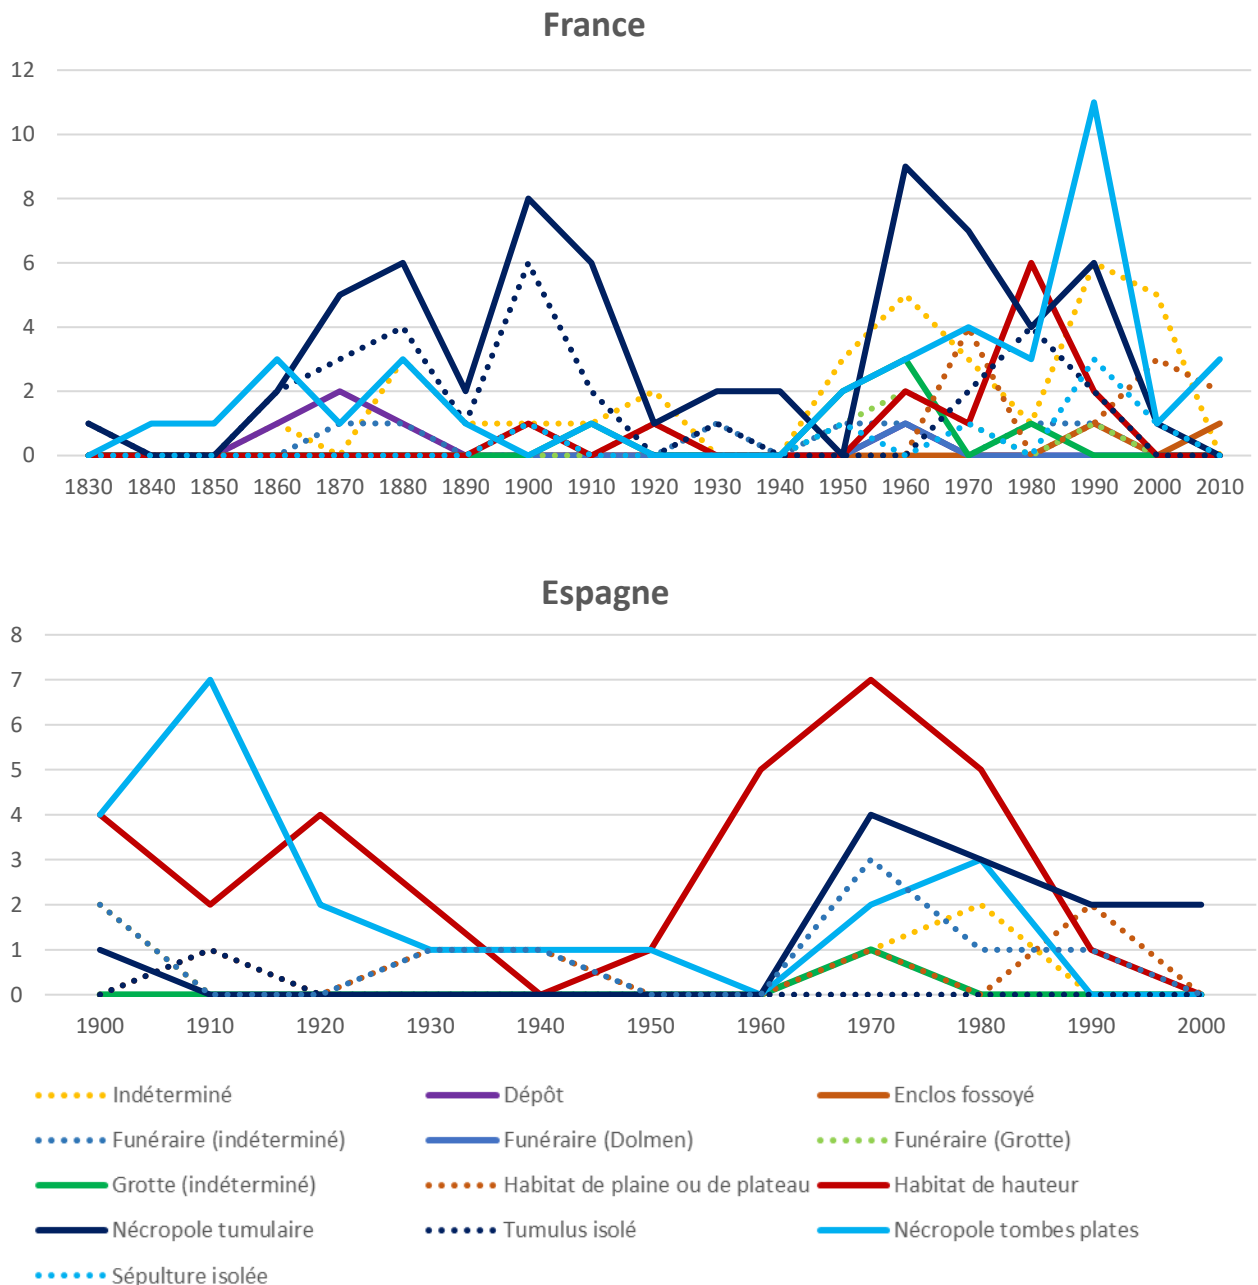 France
12
10
8
6
4
2
0
1830 1840 1850 1860 1870 1880 1890 1900 1910 1920 1930 1940 1950 1960 1970 1980 1990 2000 2010
Espagne
8
7
6
5
4
3
2
1
0
1900 1910 1920 1930 1940 1950 1960 1970 1980 1990 2000
Indéterminé Dépôt Enclos fossoyé
Funéraire (indéterminé) Funéraire (Dolmen) Funéraire (Grotte)
Grotte (indéterminé) Habitat de plaine ou de plateau Habitat de hauteur
Nécropole tumulaire Tumulus isolé Nécropole tombes plates
Sépulture isolée